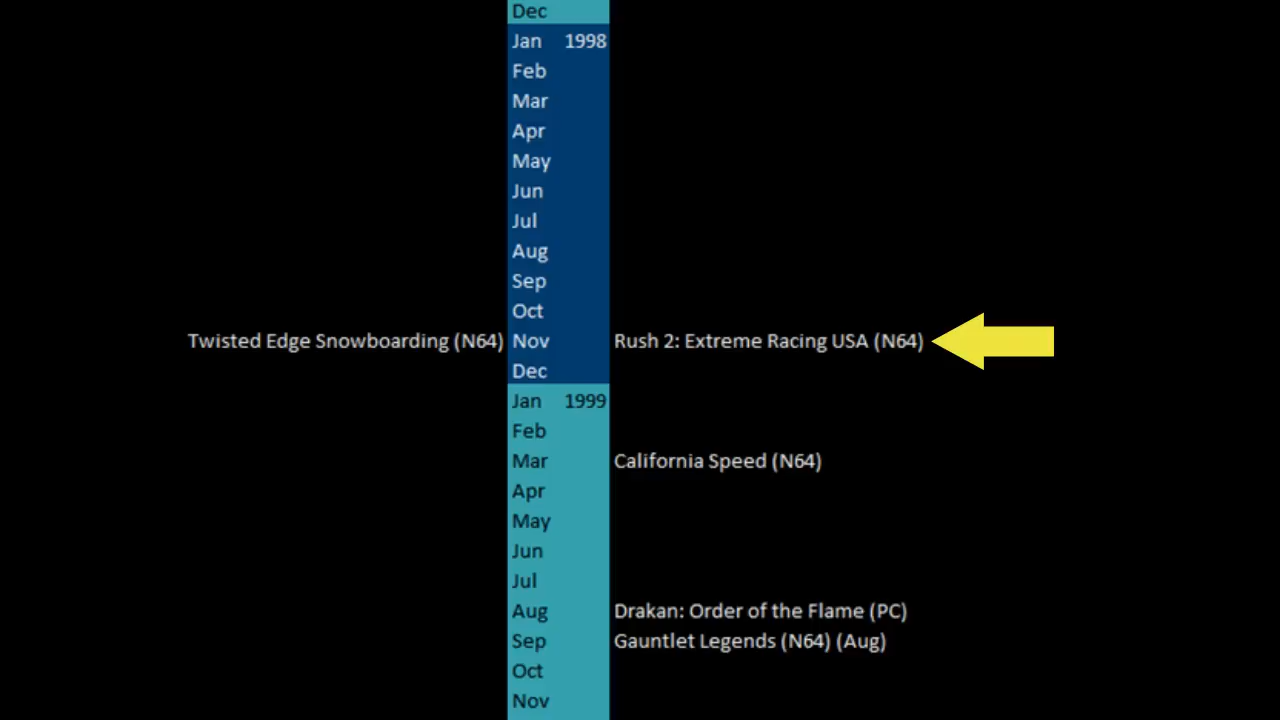 Dec
Jan 1998
Feb
Mar
Apr
May
Jun
Jul
Aug
Sep
Oct
Twisted Edge Snowboarding (N64) Nov Rush 2: Extreme Racing USA (N64)
Dec
Jan 1999
Feb
Mar California Speed (N64)
Apr
May
Jun
Jul
Aug Drakan: Order of the Flame (PC)
Sep Gauntlet Legends (N64) (Aug)
Oct
Nov